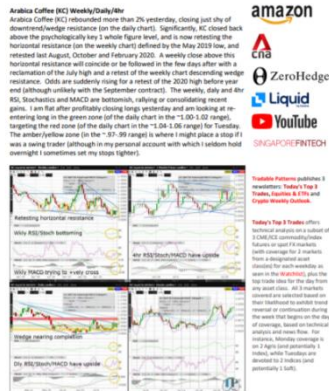 Arabica Coffee (KC) Weekly/Daily/4hr
Arabica Coffee (KC) rebounded more than 2% yesterday, closing just shy of
downtrend/wedge resistance (on the daily chart). Significantly, KC closed back
above the psychologically key 1 whole figure level, and is now retesting the
horizontal resistance (on the weekly chart) defined by the May 2019 low, and
retested last August, October and February 2020. A weekly close above this
horizontal resistance will coincide or be followed in the few days after with a
reclamation of the July high and a retest of the weekly chart descending wedge
resistance. Odds are suddenly rising for a retest of the 2020 high before year
end (although unlikely with the September contract). The weekly, daily and 4hr
RSI, Stochastics and MACD are bottomish, rallying or consolidating recent
gains. I am flat after profitably closing longs yesterday and am looking at re-
entering long in the green zone (of the daily chart in the ~1.00-1.02 range),
targeting the red zone (of the daily chart in the ~1.04-1.06 range) for Tuesday.
The amber/yellow zone (in the ~.97-.99 range) is where I might place a stop if I
was a swing trader (although in my personal account with which I seldom hold
overnight I sometimes set my stops tighter).
Retesting horizontal resistance
Wkly RSI/Stoch bottoming
Wkly MACD trying to +vely cross
4hr RSI/Stoch/MACD have upside
Wedge nearing completion
Dly RSI/Stoch/MACD have upside
amazon
cna
ZeroHedge
Liquid
YouTube
SINGAPOREFINTECH
Tradable Patterns publishes 3
newsletters: Today's Top 3
Trades, Equities & ETFs and
Crypto Weekly Outlook.
Today's Top 3 Trades offers
technical analysis on a subset of
3 CME/ICE commodity/index
futures or spot FX markets
(with coverage for 2 markets
from a designated asset
class(es) for each weekday as
seen in the Watchlist), plus the
top trade idea for the day from
any asset class. All 3 markets
covered are selected based on
their likelihood to exhibit trend
reversal or continuation during
the week that begins on the day
of coverage, based on technical
analysis and news flow. For
instance, Monday coverage is
on 2 Agris (and potentially 1
Index), while Tuesdays are
devoted to 2 Indices (and
potentially 1 Soft).